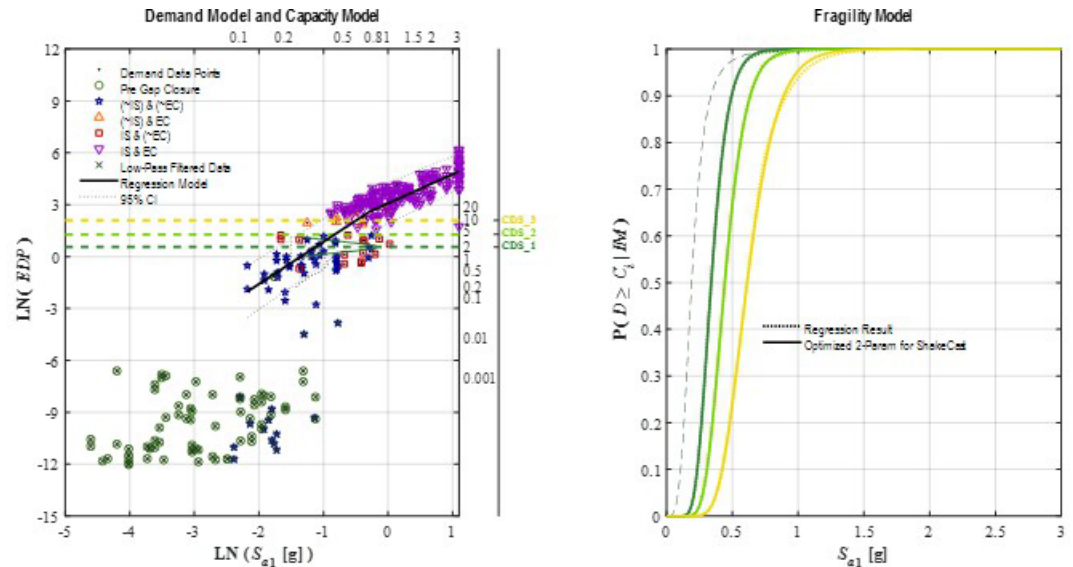 Demand Model and Capacity Model
0.1 0.2 0.5 0.81 1.5 2 3
12
9
6
3
0
-3
-6
-9
-12
-15
LN( EDP)
Demand Data Points
Pre Gap Closure
(~IS) & (~EC)
(~IS) & EC
IS & (~EC)
IS & EC
Low-Pass Filtered Data
Regression Model
95% CI
20
10
5
2
1
0.5
0.2
0.1
0.01
0.001
CDS_3
CDS_2
CDS_1
-5 -4 -3 -2 -1 0 1
LN (Sa1 [g])
Fragility Model
1
0.9
0.8
0.7
0.6
0.5
0.4
0.3
0.2
0.1
0
P( D ≥ Ci | IM)
Regression Result
Optimized 2-Param for ShakeCast
0 0.5 1 1.5 2 2.5 3
Sa1 [g]